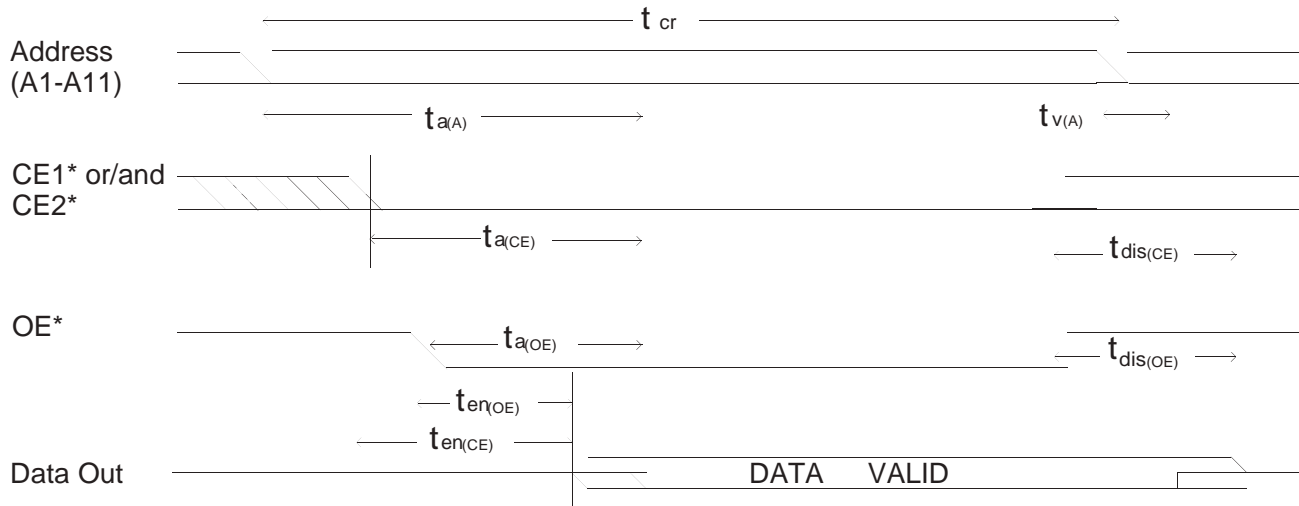 t cr
Address
(A1-A11)
ta(A)
tv(A)
CE1* or/and
CE2*
ta(CE)
tdis(CE)
OE*
ta(OE)
tdis(OE)
ten(OE)
ten(CE)
Data Out
DATA VALID